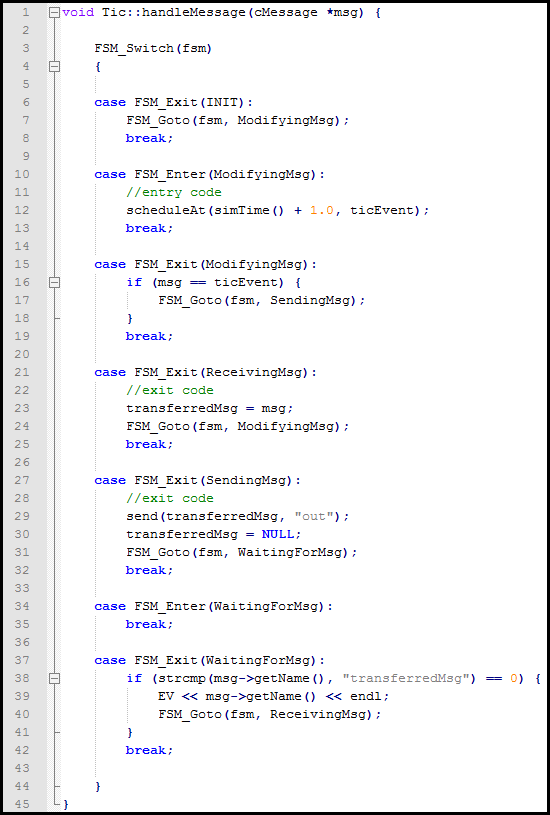 1 void Tic::handleMessage(cMessage *msg) {
2
3     FSM_Switch(fsm)
4     {
5
6     case FSM_Exit(INIT):
7         FSM_Goto(fsm, ModifyingMsg);
8         break;
9
10     case FSM_Enter(ModifyingMsg):
11         //entry code
12         scheduleAt(simTime() + 1.0, ticEvent);
13         break;
14
15     case FSM_Exit(ModifyingMsg):
16         if (msg == ticEvent) {
17             FSM_Goto(fsm, SendingMsg);
18         }
19         break;
20
21     case FSM_Exit(ReceivingMsg):
22         //exit code
23         transferredMsg = msg;
24         FSM_Goto(fsm, ModifyingMsg);
25         break;
26
27     case FSM_Exit(SendingMsg):
28         //exit code
29         send(transferredMsg, "out");
30         transferredMsg = NULL;
31         FSM_Goto(fsm, WaitingForMsg);
32         break;
33
34     case FSM_Enter(WaitingForMsg):
35         break;
36
37     case FSM_Exit(WaitingForMsg):
38         if (strcmp(msg->getName(), "transferredMsg") == 0) {
39             EV << msg->getName() << endl;
40             FSM_Goto(fsm, ReceivingMsg);
41         }
42         break;
43
44     }
45 }